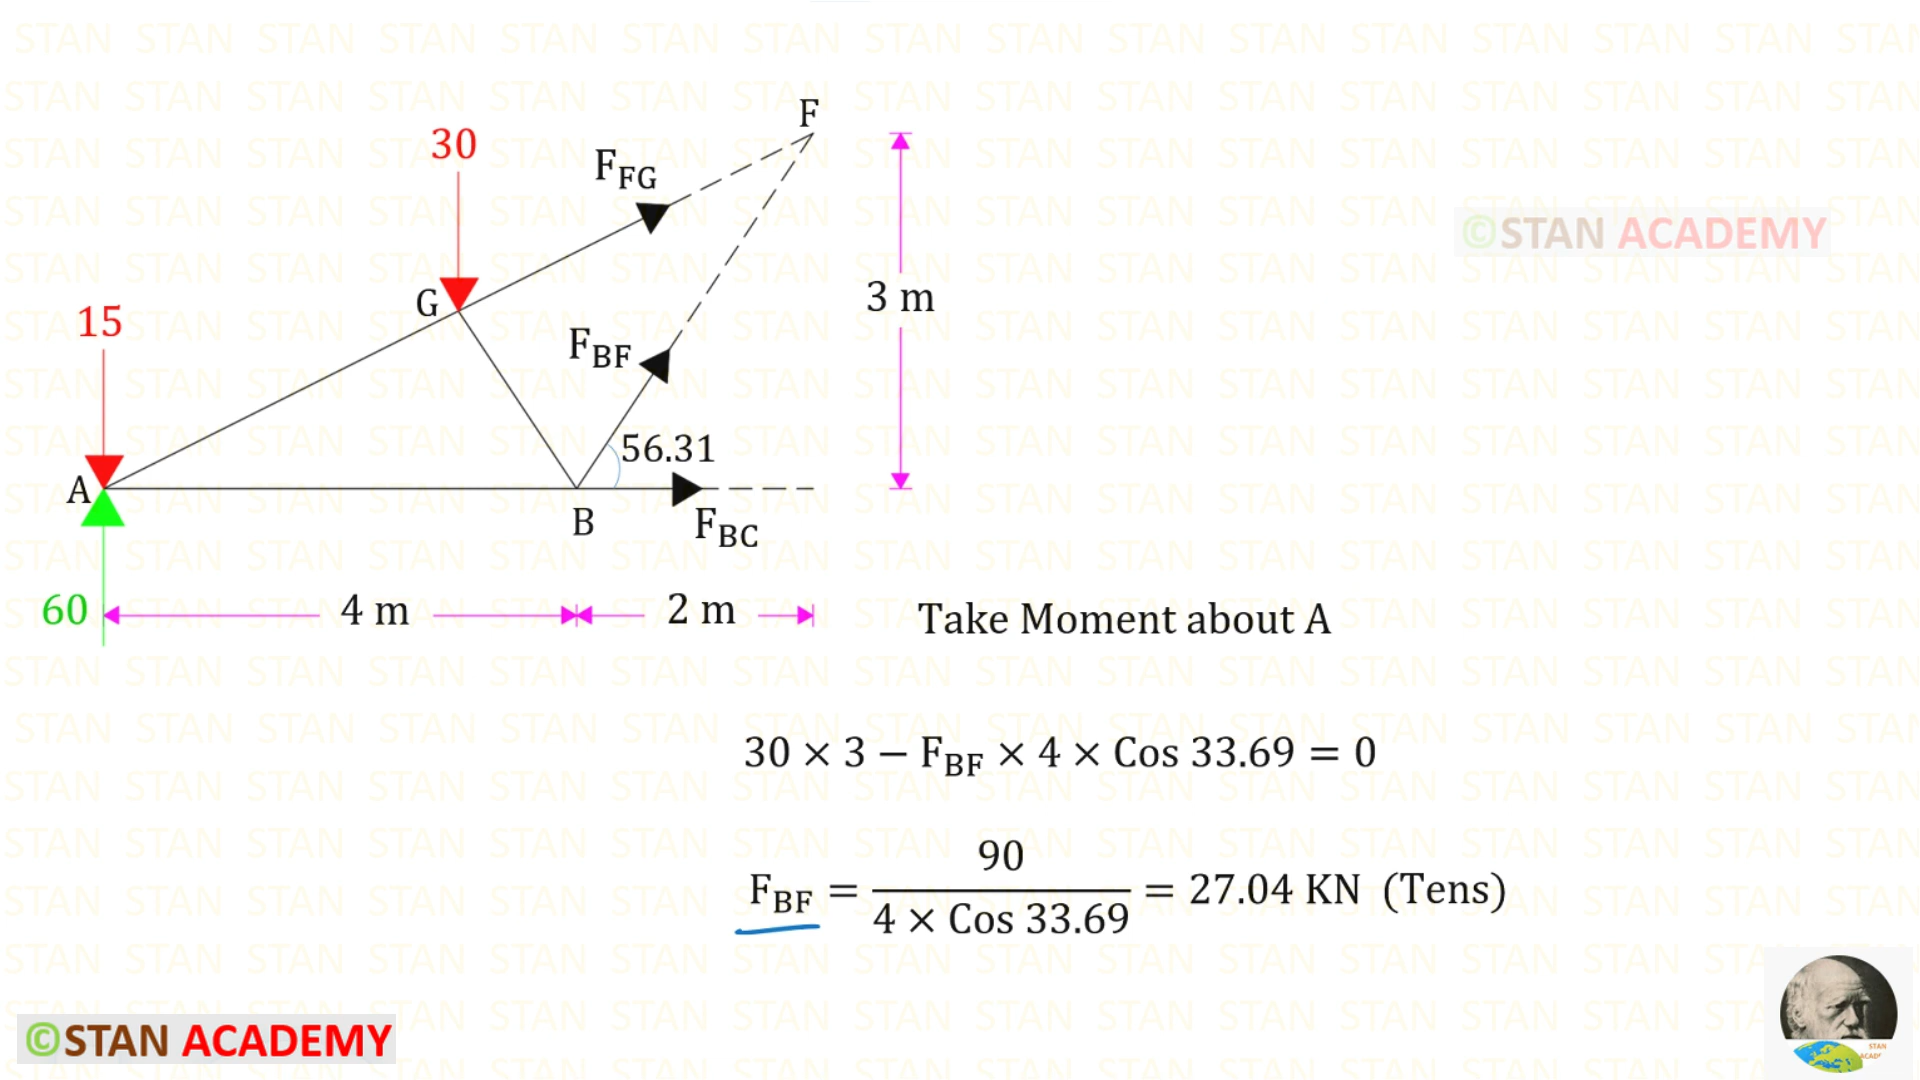 F
30
F_FG
©STAN ACADEMY
G
3 m
15
F_BF
56.31
A
B
F_BC
60
4 m
2 m
Take Moment about A
30 × 3 − F_BF × 4 × Cos 33.69 = 0
F_BF = 90 / (4 × Cos 33.69) = 27.04 KN (Tens)
©STAN ACADEMY
STAN